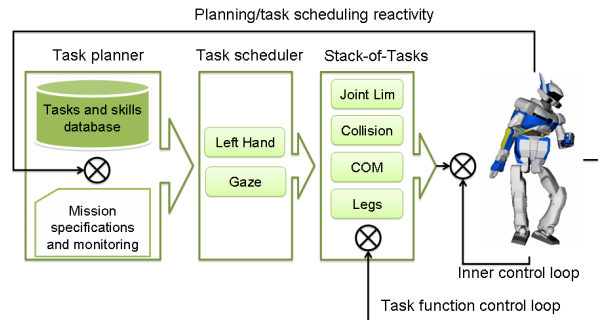 Planning/task scheduling reactivity
Task planner
Task scheduler
Stack-of-Tasks
Tasks and skills
database
Mission
specifications
and monitoring
Left Hand
Gaze
Joint Lim
Collision
COM
Legs
Inner control loop
Task function control loop